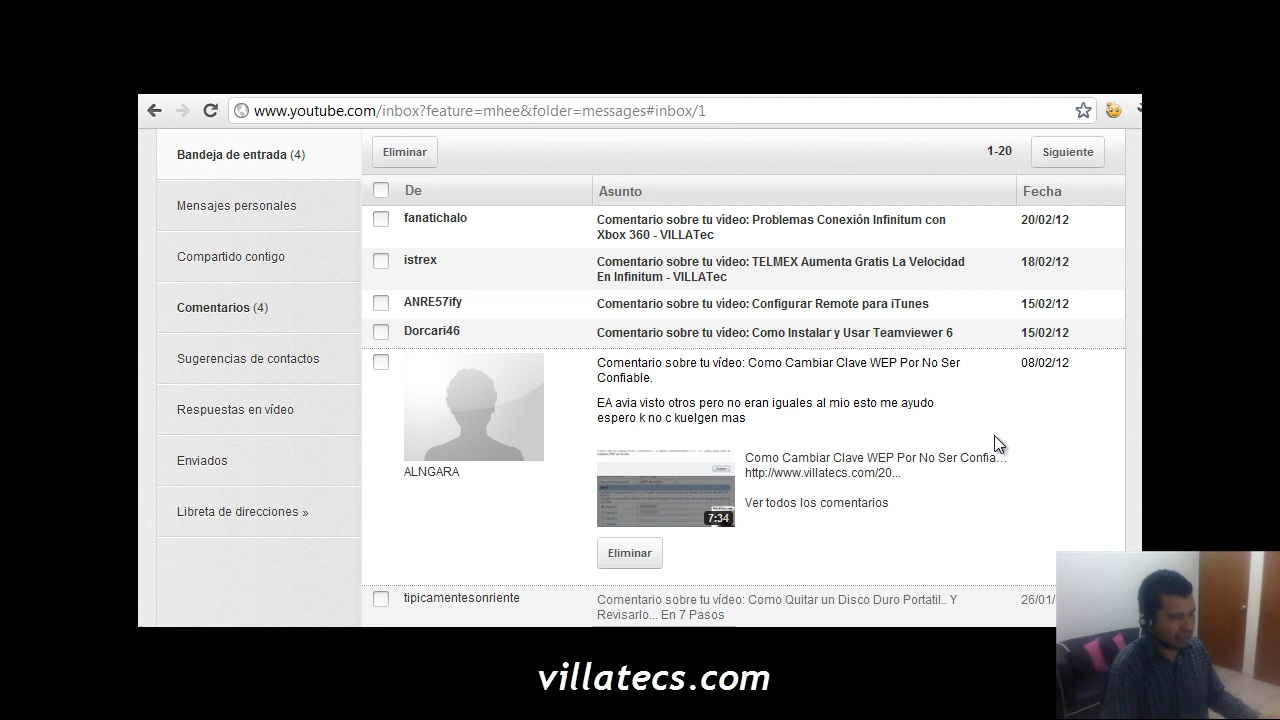 www.youtube.com/inbox?feature=mhee&folder=messages#inbox/1
Bandeja de entrada (4)
Mensajes personales
Compartido contigo
Comentarios (4)
Sugerencias de contactos
Respuestas en vídeo
Enviados
Libreta de direcciones »
Eliminar
1-20
Siguiente
De
Asunto
Fecha
fanatichalo
Comentario sobre tu vídeo: Problemas Conexión Infinitum con
Xbox 360 - VILLATec
20/02/12
istrex
Comentario sobre tu vídeo: TELMEX Aumenta Gratis La Velocidad
En Infinitum - VILLATec
18/02/12
ANRE57ify
Comentario sobre tu vídeo: Configurar Remote para iTunes
15/02/12
Dorcari46
Comentario sobre tu vídeo: Como Instalar y Usar Teamviewer 6
15/02/12
ALNGARA
Comentario sobre tu vídeo: Como Cambiar Clave WEP Por No Ser
Confiable.
08/02/12
EA avia visto otros pero no eran iguales al mio esto me ayudo
espero k no c kuelgen mas
7:34
Como Cambiar Clave WEP Por No Ser Confia...
http://www.villatecs.com/20...
Ver todos los comentarios
Eliminar
tipicamentesonriente
Comentario sobre tu vídeo: Como Quitar un Disco Duro Portatil.. Y
Revisarlo... En 7 Pasos
26/01/
villatecs.com